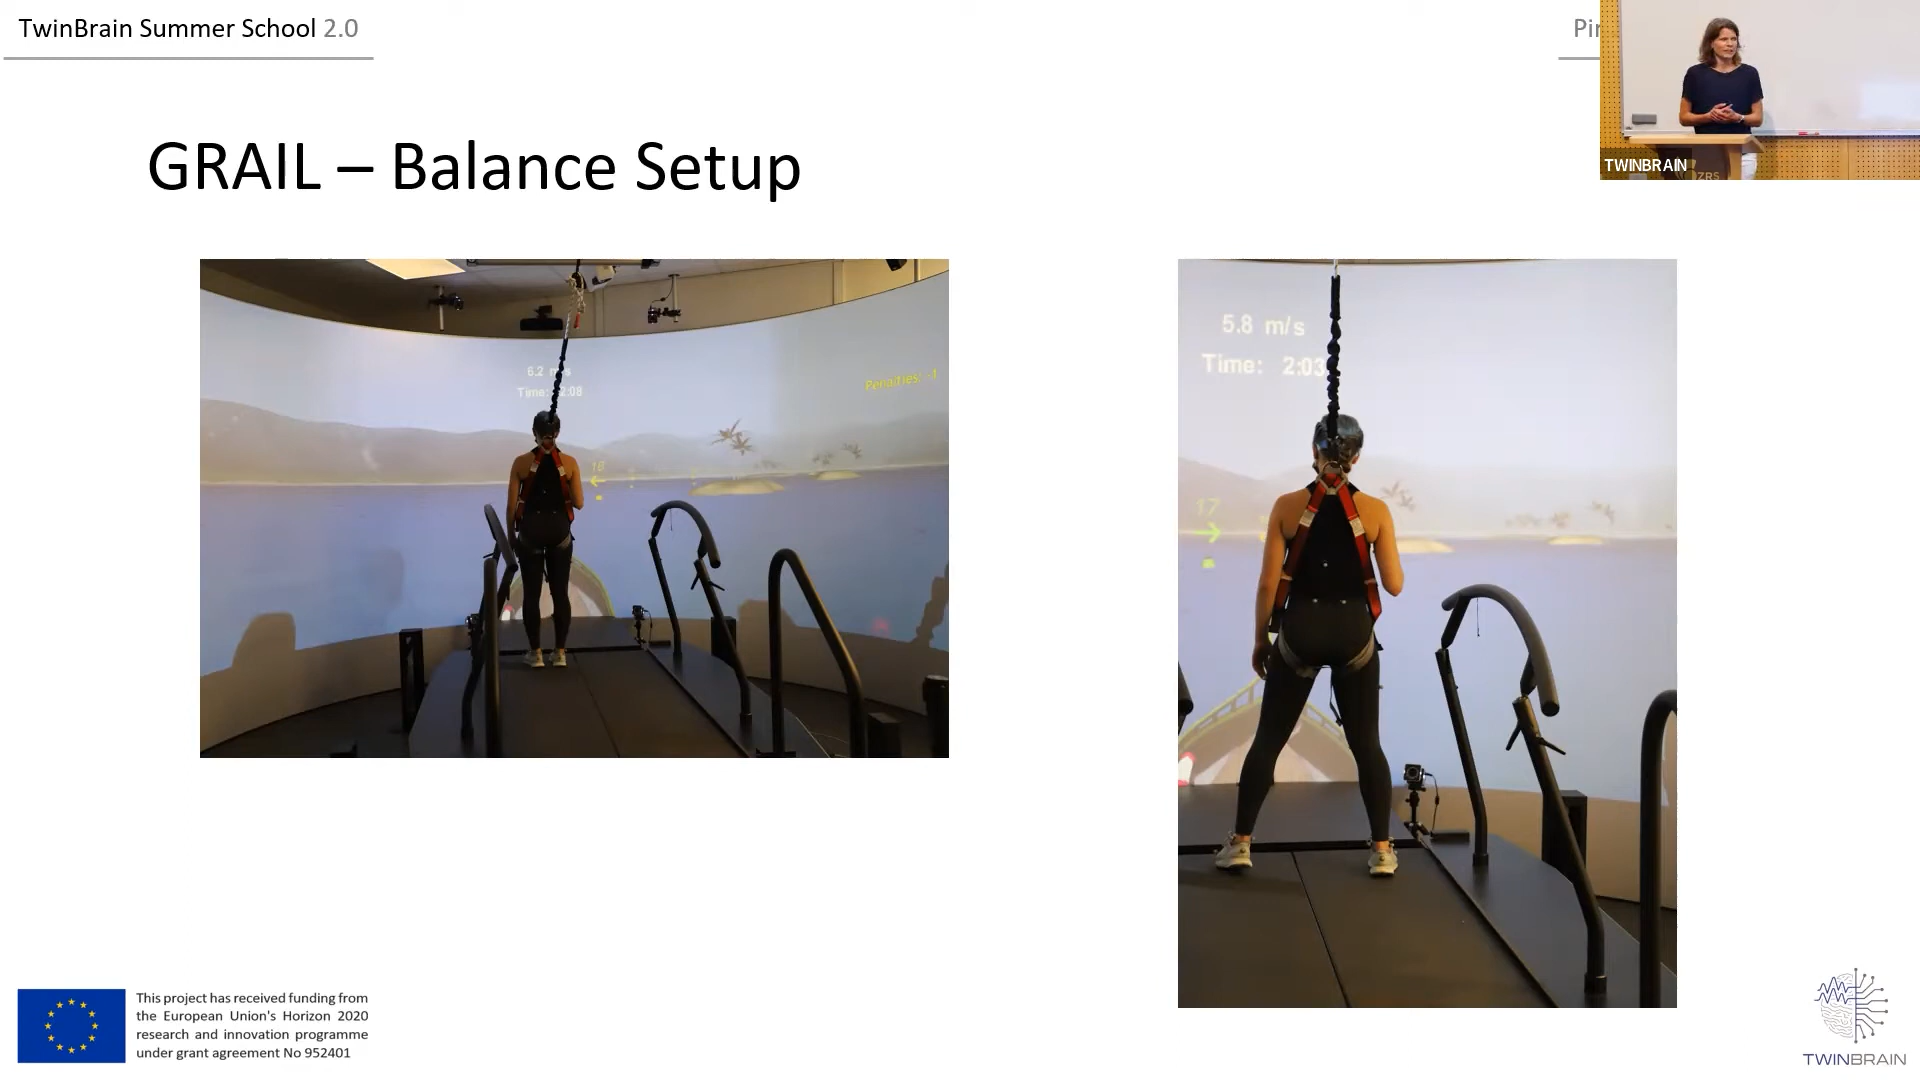 TwinBrain Summer School 2.0
TWINBRAIN
ZRS
GRAIL – Balance Setup
6.2 m/s
Time: 2:08
Penalties: -1
16
5.8 m/s
Time: 2:03
17
This project has received funding from
the European Union's Horizon 2020
research and innovation programme
under grant agreement No 952401
TWINBRAIN